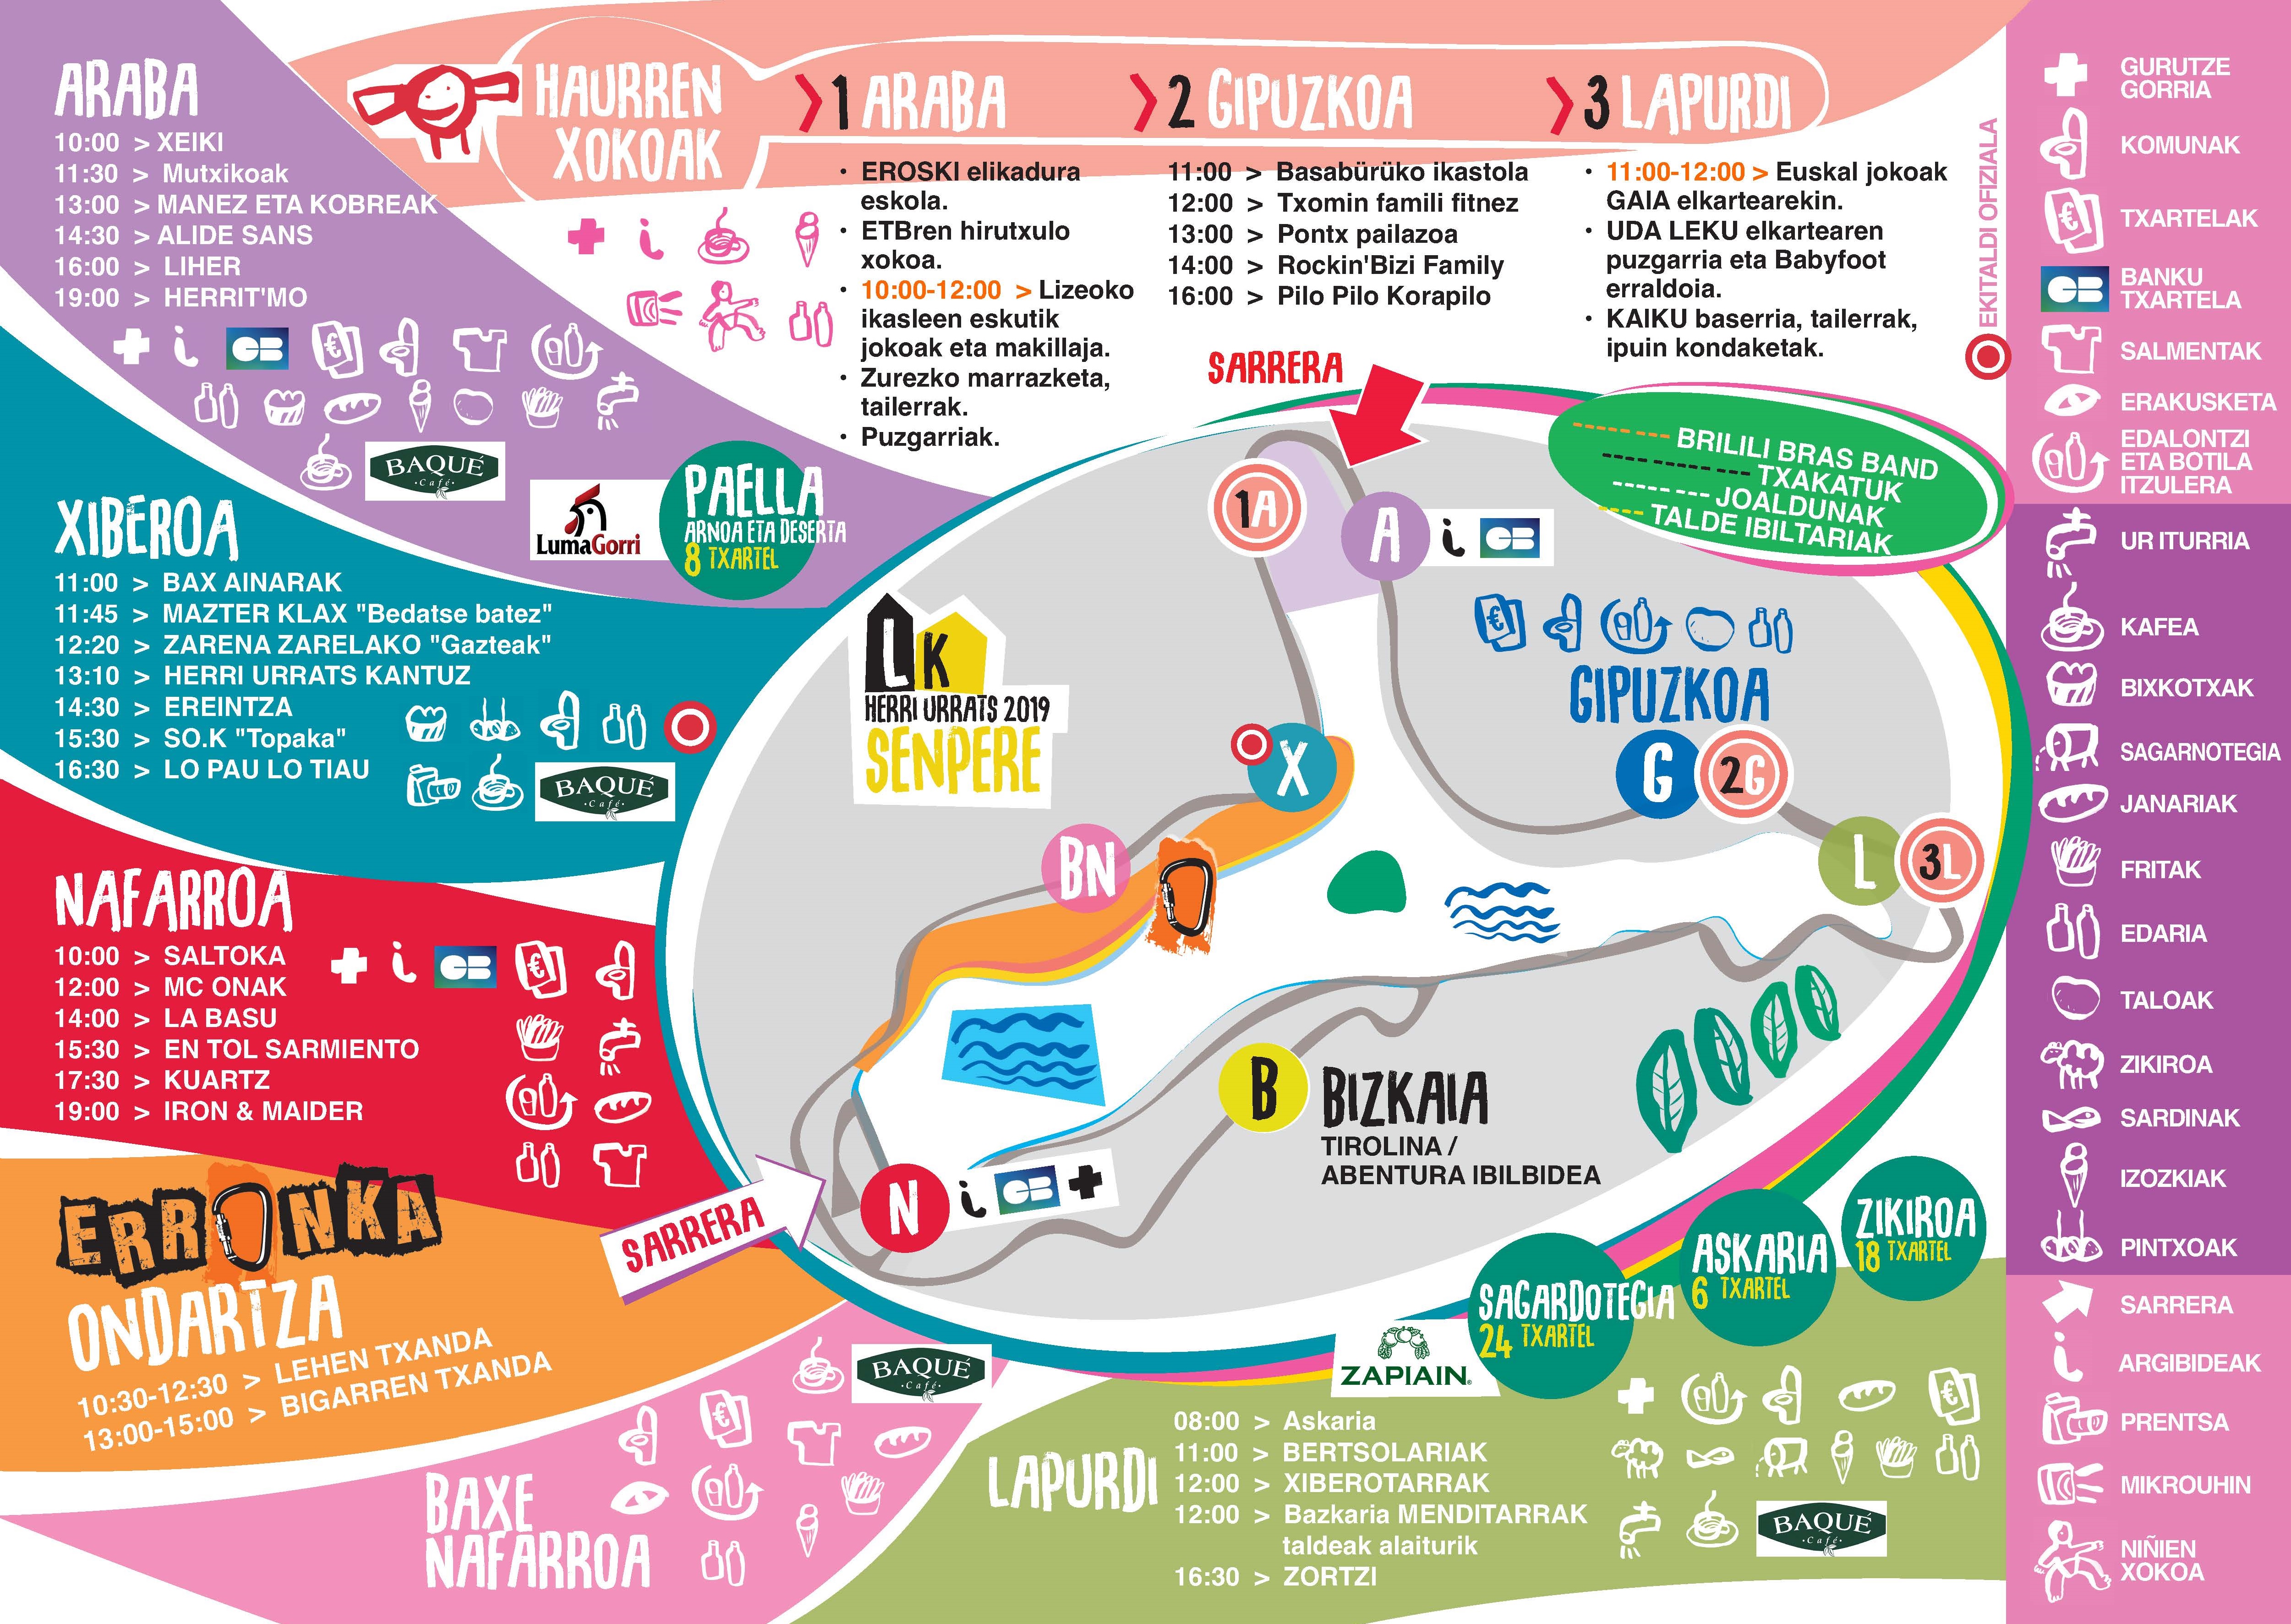 ARABA
10:00 > XEIKI
11:30 > Mutxikoak
13:00 > MANEZ ETA KOBREAK
14:30 > ALIDE SANS
16:00 > LIHER
19:00 > HERRIT'MO
BAQUÉ
·Café·
LumaGorri
PAELLA
ARNOA ETA DESERTA
8 TXARTEL
HAURREN
XOKOAK
1 ARABA
• EROSKI elikadura
eskola.
• ETBren hirutxulo
xokoa.
• 10:00-12:00 > Lizeoko
ikasleen eskutik
jokoak eta makillaja.
• Zurezko marrazketa,
tailerrak.
• Puzgarriak.
2 GIPUZKOA
11:00 > Basabürüko ikastola
12:00 > Txomin famili fitnez
13:00 > Pontx pailazoa
14:00 > Rockin'Bizi Family
16:00 > Pilo Pilo Korapilo
3 LAPURDI
• 11:00-12:00 > Euskal jokoak
GAIA elkartearekin.
• UDA LEKU elkartearen
puzgarria eta Babyfoot
erraldoia.
• KAIKU baserria, tailerrak,
ipuin kondaketak.
EKITALDI OFIZIALA
XIBEROA
11:00 > BAX AINARAK
11:45 > MAZTER KLAX "Bedatse batez"
12:20 > ZARENA ZARELAKO "Gazteak"
13:10 > HERRI URRATS KANTUZ
14:30 > EREINTZA
15:30 > SO.K "Topaka"
16:30 > LO PAU LO TIAU
BAQUÉ
·Café·
NAFARROA
10:00 > SALTOKA
12:00 > MC ONAK
14:00 > LA BASU
15:30 > EN TOL SARMIENTO
17:30 > KUARTZ
19:00 > IRON & MAIDER
ERRONKA
ONDARTZA
10:30-12:30 > LEHEN TXANDA
13:00-15:00 > BIGARREN TXANDA
BAXE
NAFARROA
BAQUÉ
·Café·
SARRERA
BRILILI BRAS BAND
TXAKATUK
JOALDUNAK
TALDE IBILTARIAK
1A
A
i CB
LK
HERRI URRATS 2019
SENPERE
GIPUZKOA
X
G
2G
BN
L
3L
B
BIZKAIA
TIROLINA /
ABENTURA IBILBIDEA
N
i CB
SARRERA
ZIKIROA
18 TXARTEL
ASKARIA
6 TXARTEL
SAGARDOTEGIA
24 TXARTEL
ZAPIAIN®
LAPURDI
08:00 > Askaria
11:00 > BERTSOLARIAK
12:00 > XIBEROTARRAK
12:00 > Bazkaria MENDITARRAK
taldeak alaiturik
16:30 > ZORTZI
BAQUÉ
·Café·
GURUTZE
GORRIA
KOMUNAK
TXARTELAK
BANKU
TXARTELA
SALMENTAK
ERAKUSKETA
EDALONTZI
ETA BOTILA
ITZULERA
UR ITURRIA
KAFEA
BIXKOTXAK
SAGARNOTEGIA
JANARIAK
FRITAK
EDARIA
TALOAK
ZIKIROA
SARDINAK
IZOZKIAK
PINTXOAK
SARRERA
ARGIBIDEAK
PRENTSA
MIKROUHIN
NIÑIEN
XOKOA